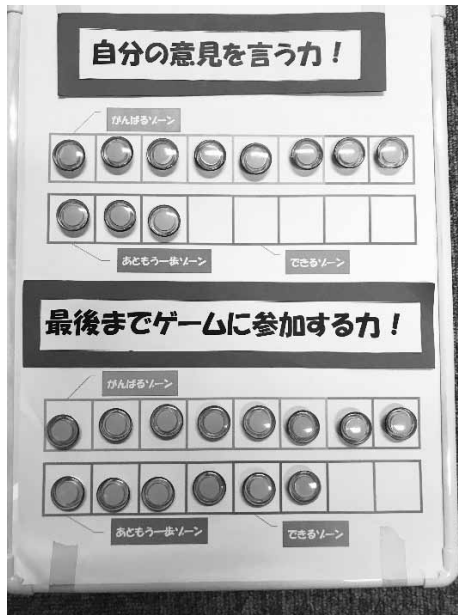 自分の意見を言う力！
がんばるゾーン
あともう一歩ゾーン
できるゾーン
最後までゲームに参加する力！
がんばるゾーン
あともう一歩ゾーン
できるゾーン